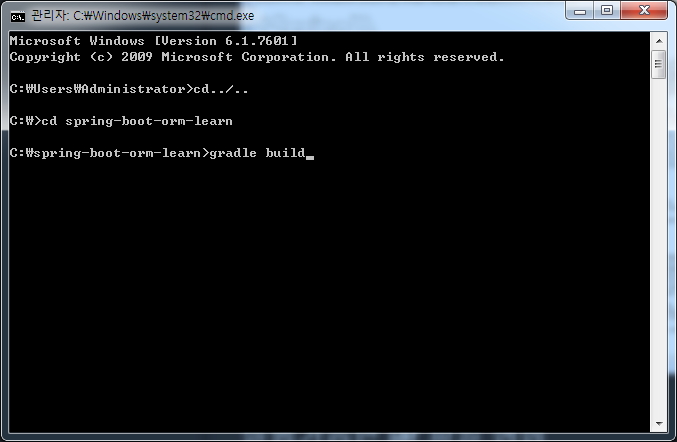 관리자: C:₩Windows₩system32₩cmd.exe
Microsoft Windows [Version 6.1.7601]
Copyright (c) 2009 Microsoft Corporation. All rights reserved.
C:₩Users₩Administrator>cd../..
C:₩>cd spring-boot-orm-learn
C:₩spring-boot-orm-learn>gradle build